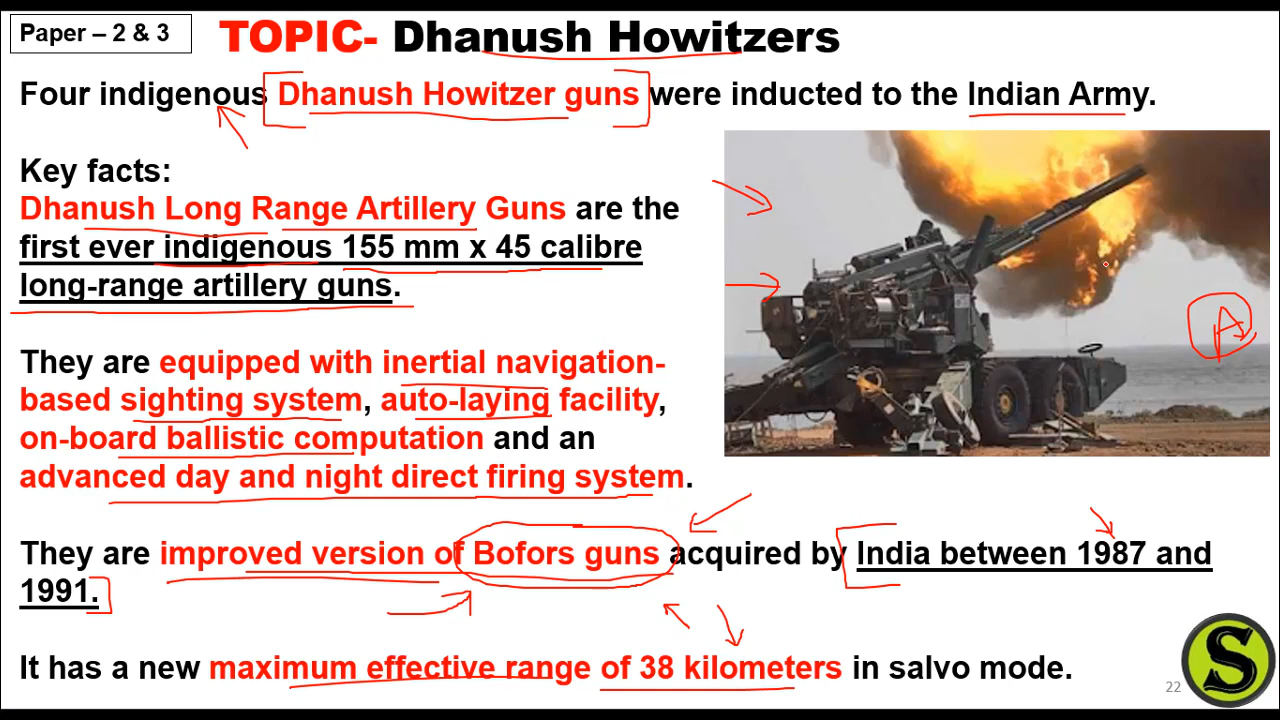 Paper – 2 & 3
TOPIC- Dhanush Howitzers
Four indigenous Dhanush Howitzer guns were inducted to the Indian Army.
Key facts:
Dhanush Long Range Artillery Guns are the
first ever indigenous 155 mm x 45 calibre
long-range artillery guns.
They are equipped with inertial navigation-
based sighting system, auto-laying facility,
on-board ballistic computation and an
advanced day and night direct firing system.
A
They are improved version of Bofors guns acquired by India between 1987 and
1991.
It has a new maximum effective range of 38 kilometers in salvo mode.
22
S